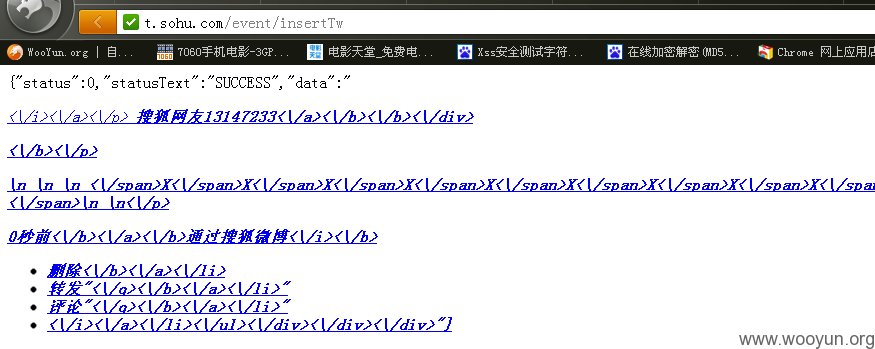 t.sohu.com/event/insertTw
WooYun.org | 自... 7060手机电影-3GP... 电影天堂_免费电... Xss安全测试字符... 在线加密解密(MD5... Chrome 网上应用店
{"status":0,"statusText":"SUCCESS","data":"
<\/i><\/a><\/p> 搜狐网友13147233<\/a><\/b><\/b><\/div>
<\/b><\/p>
\n \n \n <\/span>X<\/span>X<\/span>X<\/span>X<\/span>X<\/span>X<\/span>X<\/span>X<\/span>X<\/span
<\/span>\n \n<\/p>
0秒前<\/b><\/a><\/b>通过搜狐微博<\/i><\/b>
删除<\/b><\/a><\/li>
转发"<\/q><\/b><\/a><\/li>"
评论"<\/q><\/b><\/a><\/li>"
<\/i><\/a><\/li><\/ul><\/div><\/div><\/div>"}
www.wooyun.org